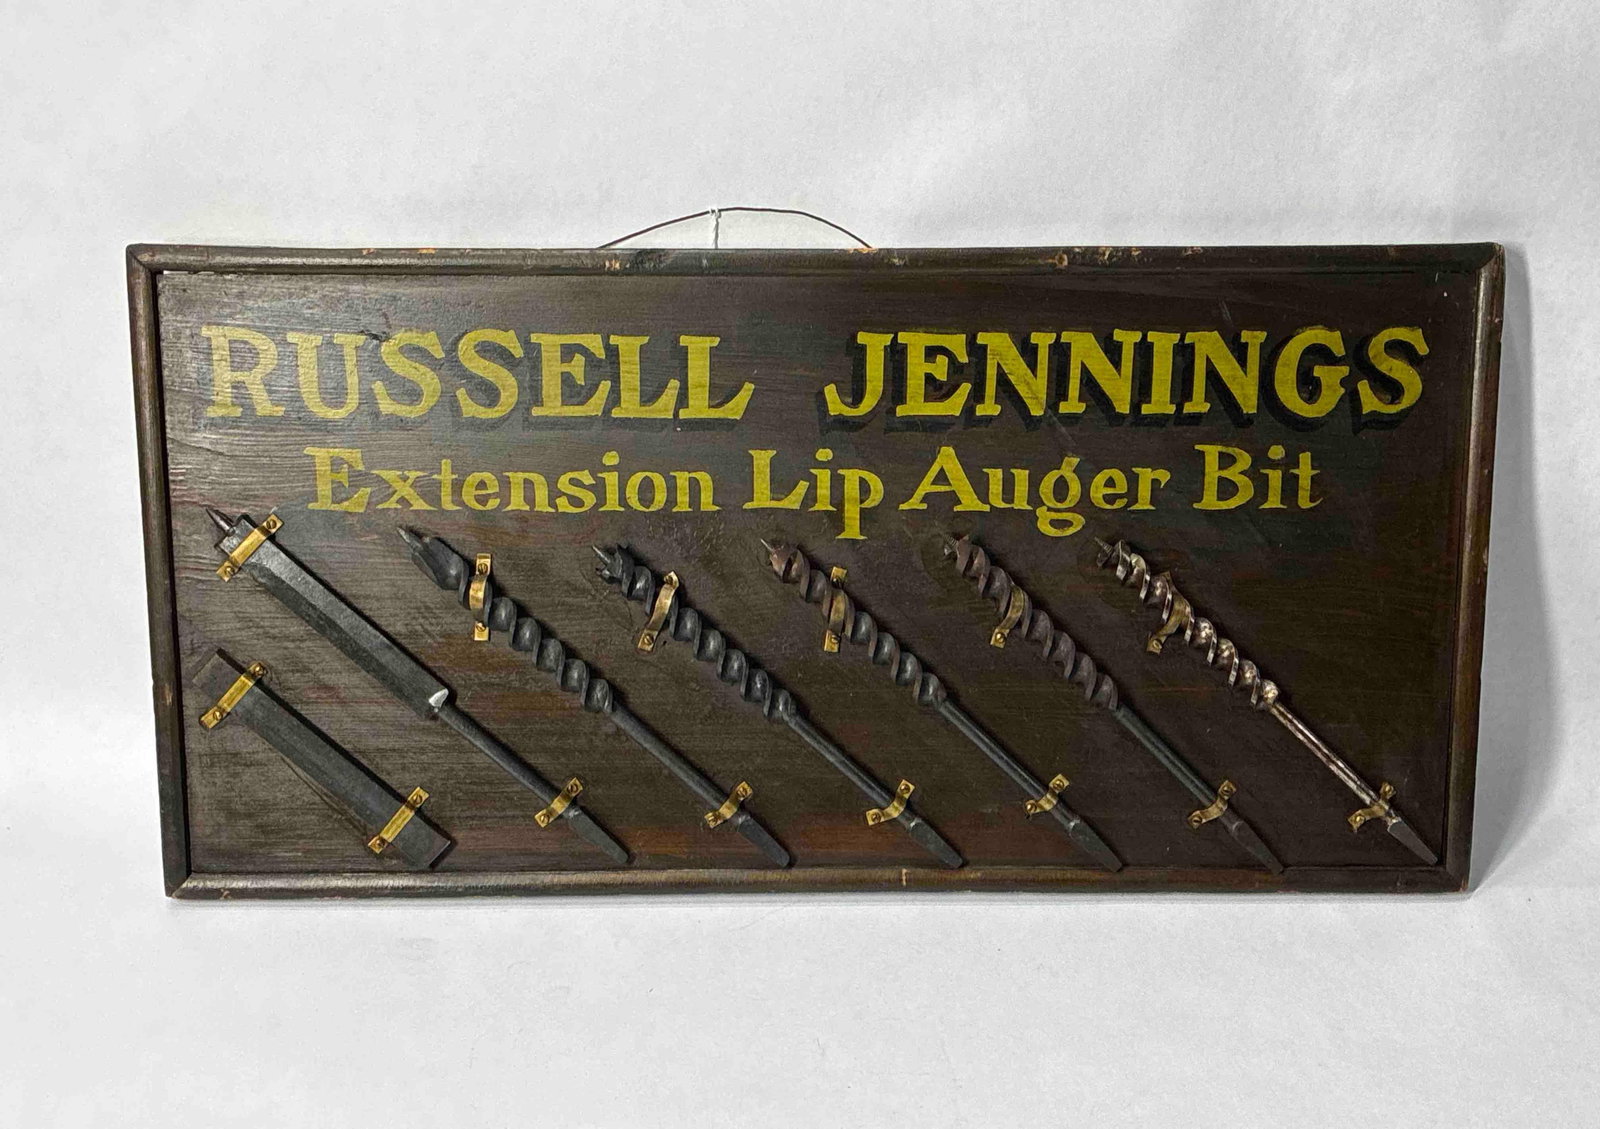 RUSSELL JENNINGS
Extension Lip Auger Bit